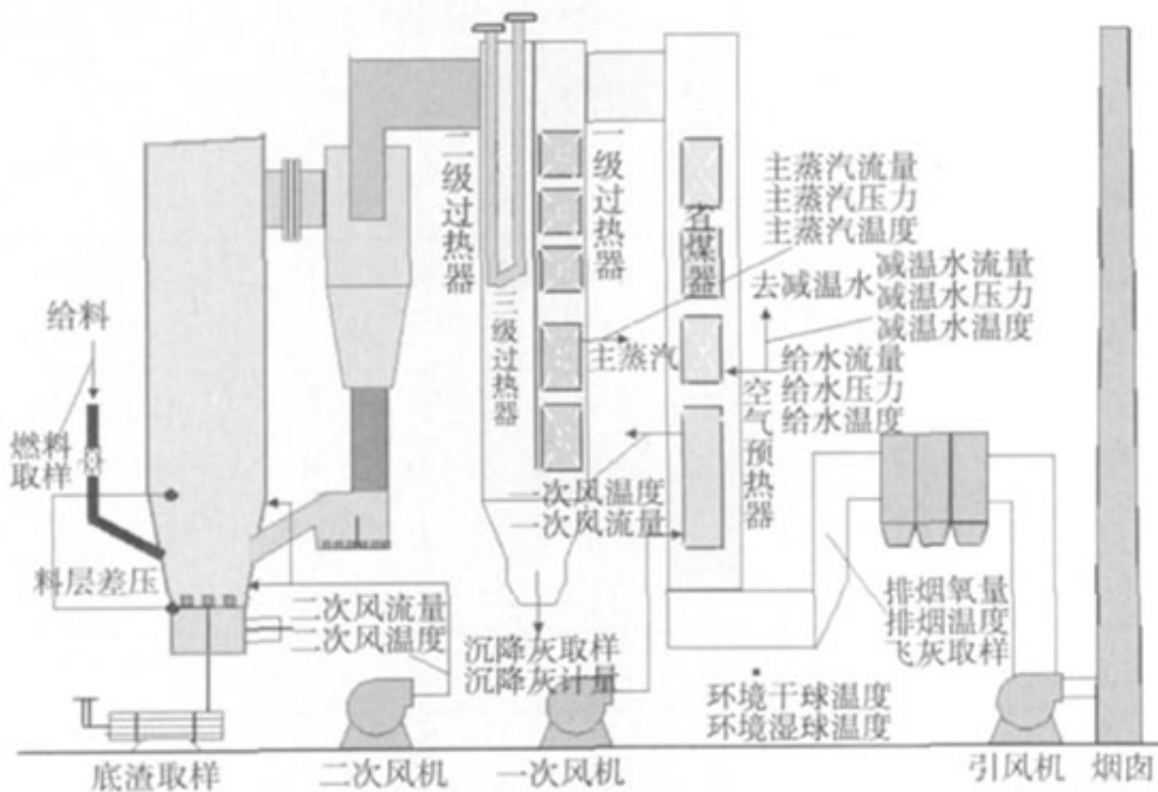 二级过热器
一级过热器
省煤器
主蒸汽流量
主蒸汽压力
主蒸汽温度
去减温水
减温水流量
减温水压力
减温水温度
给料
三级过热器
主蒸汽
给水流量
给水压力
给水温度
空气预热器
燃料
取样
一次风温度
一次风流量
料层差压
二次风流量
二次风温度
沉降灰取样
沉降灰计量
排烟氧量
排烟温度
飞灰取样
环境干球温度
环境湿球温度
底渣取样
二次风机
一次风机
引风机
烟囱